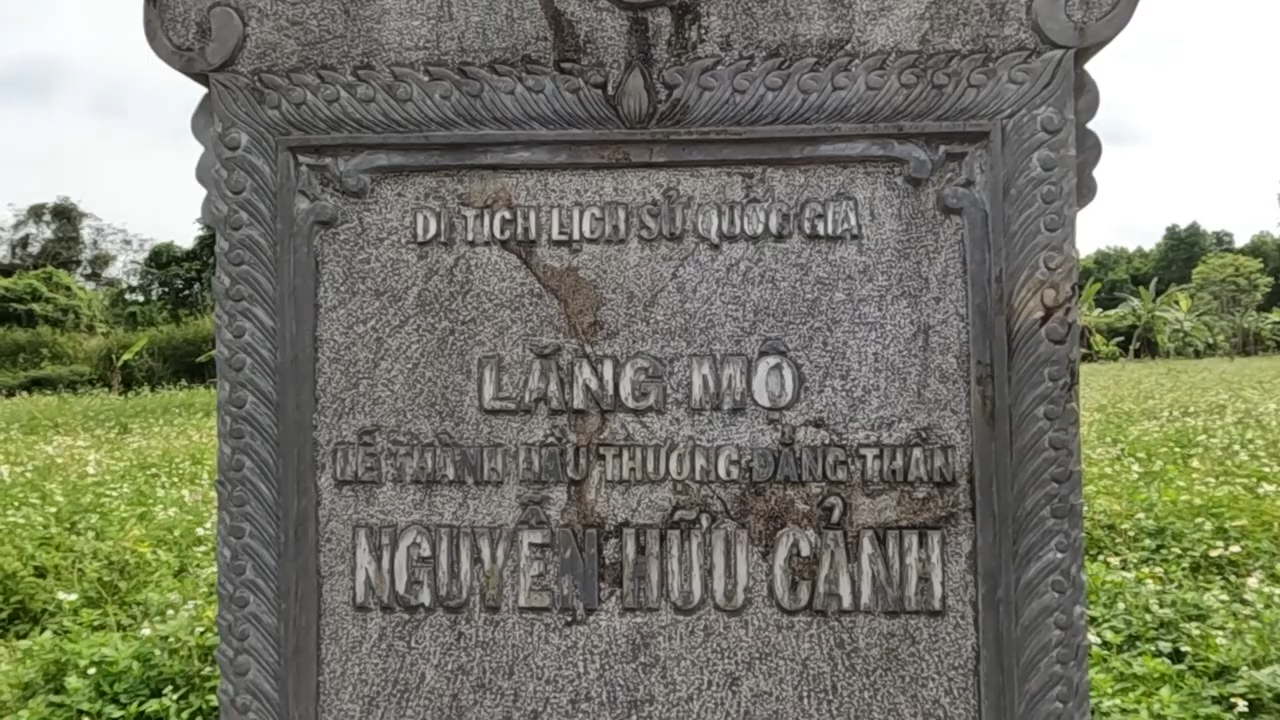 DI TÍCH LỊCH SỬ QUỐC GIA
LĂNG MỘ
LỄ THÀNH HẦU THƯỢNG ĐẲNG THẦN
NGUYỄN HỮU CẢNH